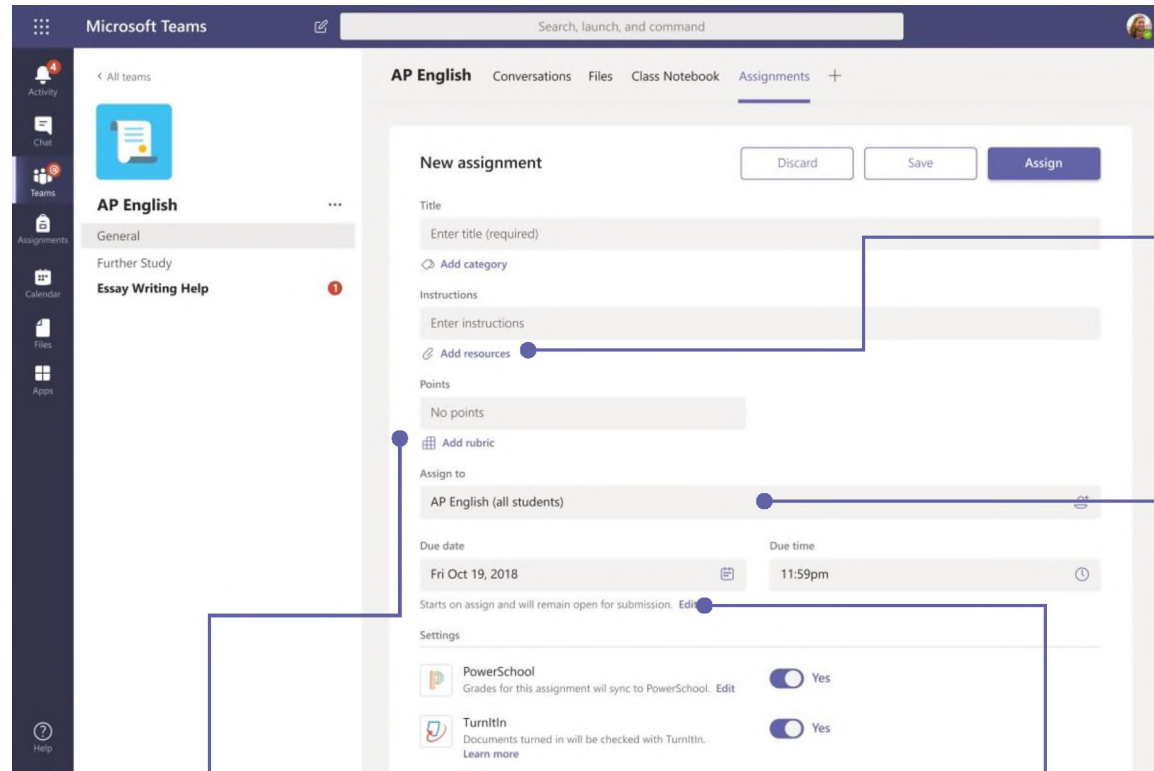 Microsoft Teams
Search, launch, and command
4
Activity
Chat
@
Teams
Assignments
Calendar
Files
Apps
Help
< All teams
AP English
...
General
Further Study
Essay Writing Help
1
AP English Conversations Files Class Notebook Assignments +
New assignment
Discard
Save
Assign
Title
Enter title (required)
Add category
Instructions
Enter instructions
Add resources
Points
No points
Add rubric
Assign to
AP English (all students)
Due date
Due time
Fri Oct 19, 2018
11:59pm
Starts on assign and will remain open for submission. Edit
Settings
PowerSchool
Yes
Grades for this assignment wil sync to PowerSchool. Edit
TurnItIn
Yes
Documents turned in will be checked with TurnItIn.
Learn more